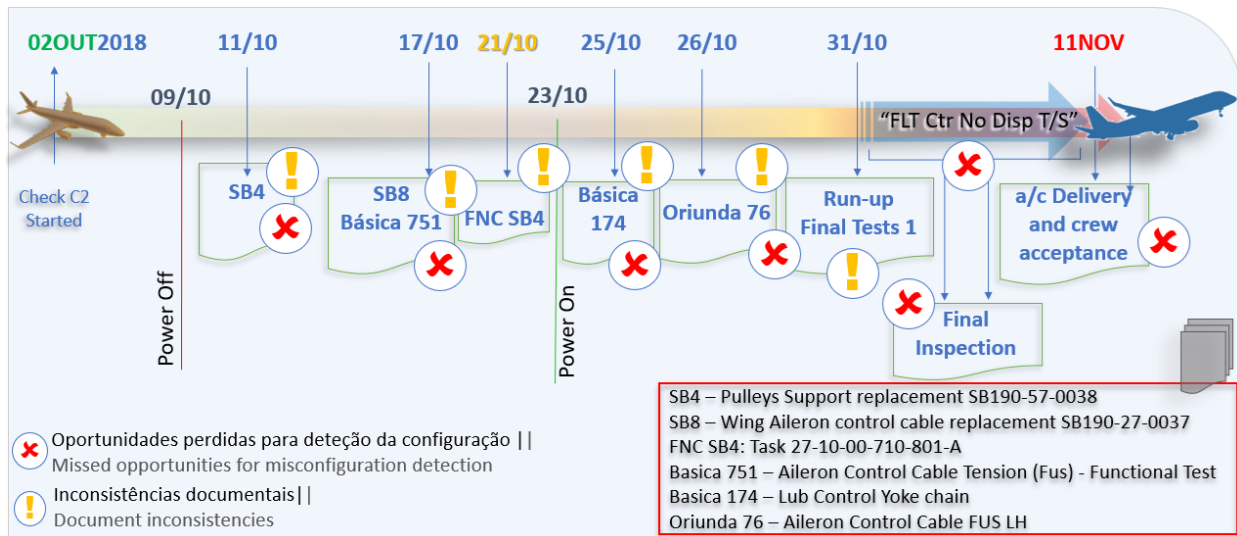 02OUT2018
11/10
17/10
21/10
25/10
26/10
31/10
11NOV
09/10
23/10
“FLT Ctr No Disp T/S”
Check C2
Started
Power Off
SB4
SB8
Básica 751
FNC SB4
Power On
Básica
174
Oriunda 76
Run-up
Final Tests 1
Final
Inspection
a/c Delivery
and crew
acceptance
Oportunidades perdidas para deteção da configuração ||
Missed opportunities for misconfiguration detection
Inconsistências documentais||
Document inconsistencies
SB4 – Pulleys Support replacement SB190-57-0038
SB8 – Wing Aileron control cable replacement SB190-27-0037
FNC SB4: Task 27-10-00-710-801-A
Basica 751 – Aileron Control Cable Tension (Fus) - Functional Test
Basica 174 – Lub Control Yoke chain
Oriunda 76 – Aileron Control Cable FUS LH